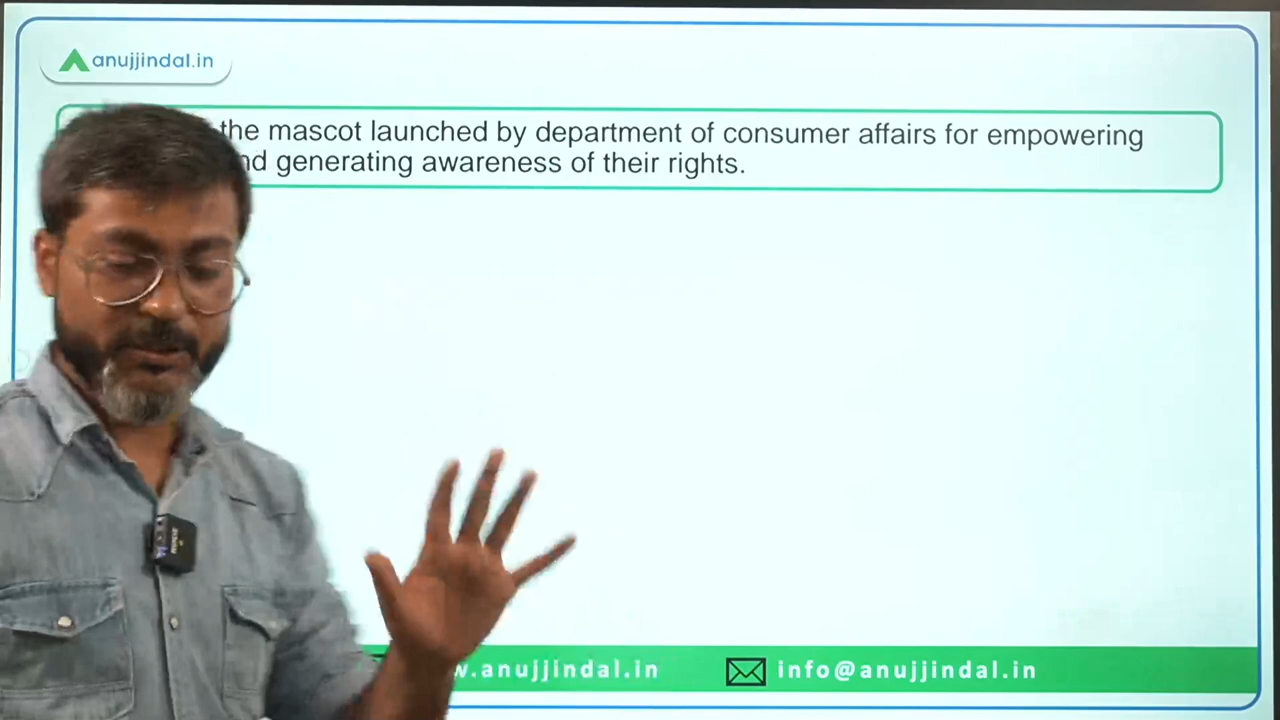 anujjindal.in
the mascot launched by department of consumer affairs for empowering
nd generating awareness of their rights.
w.anujjindal.in
info@anujjindal.in